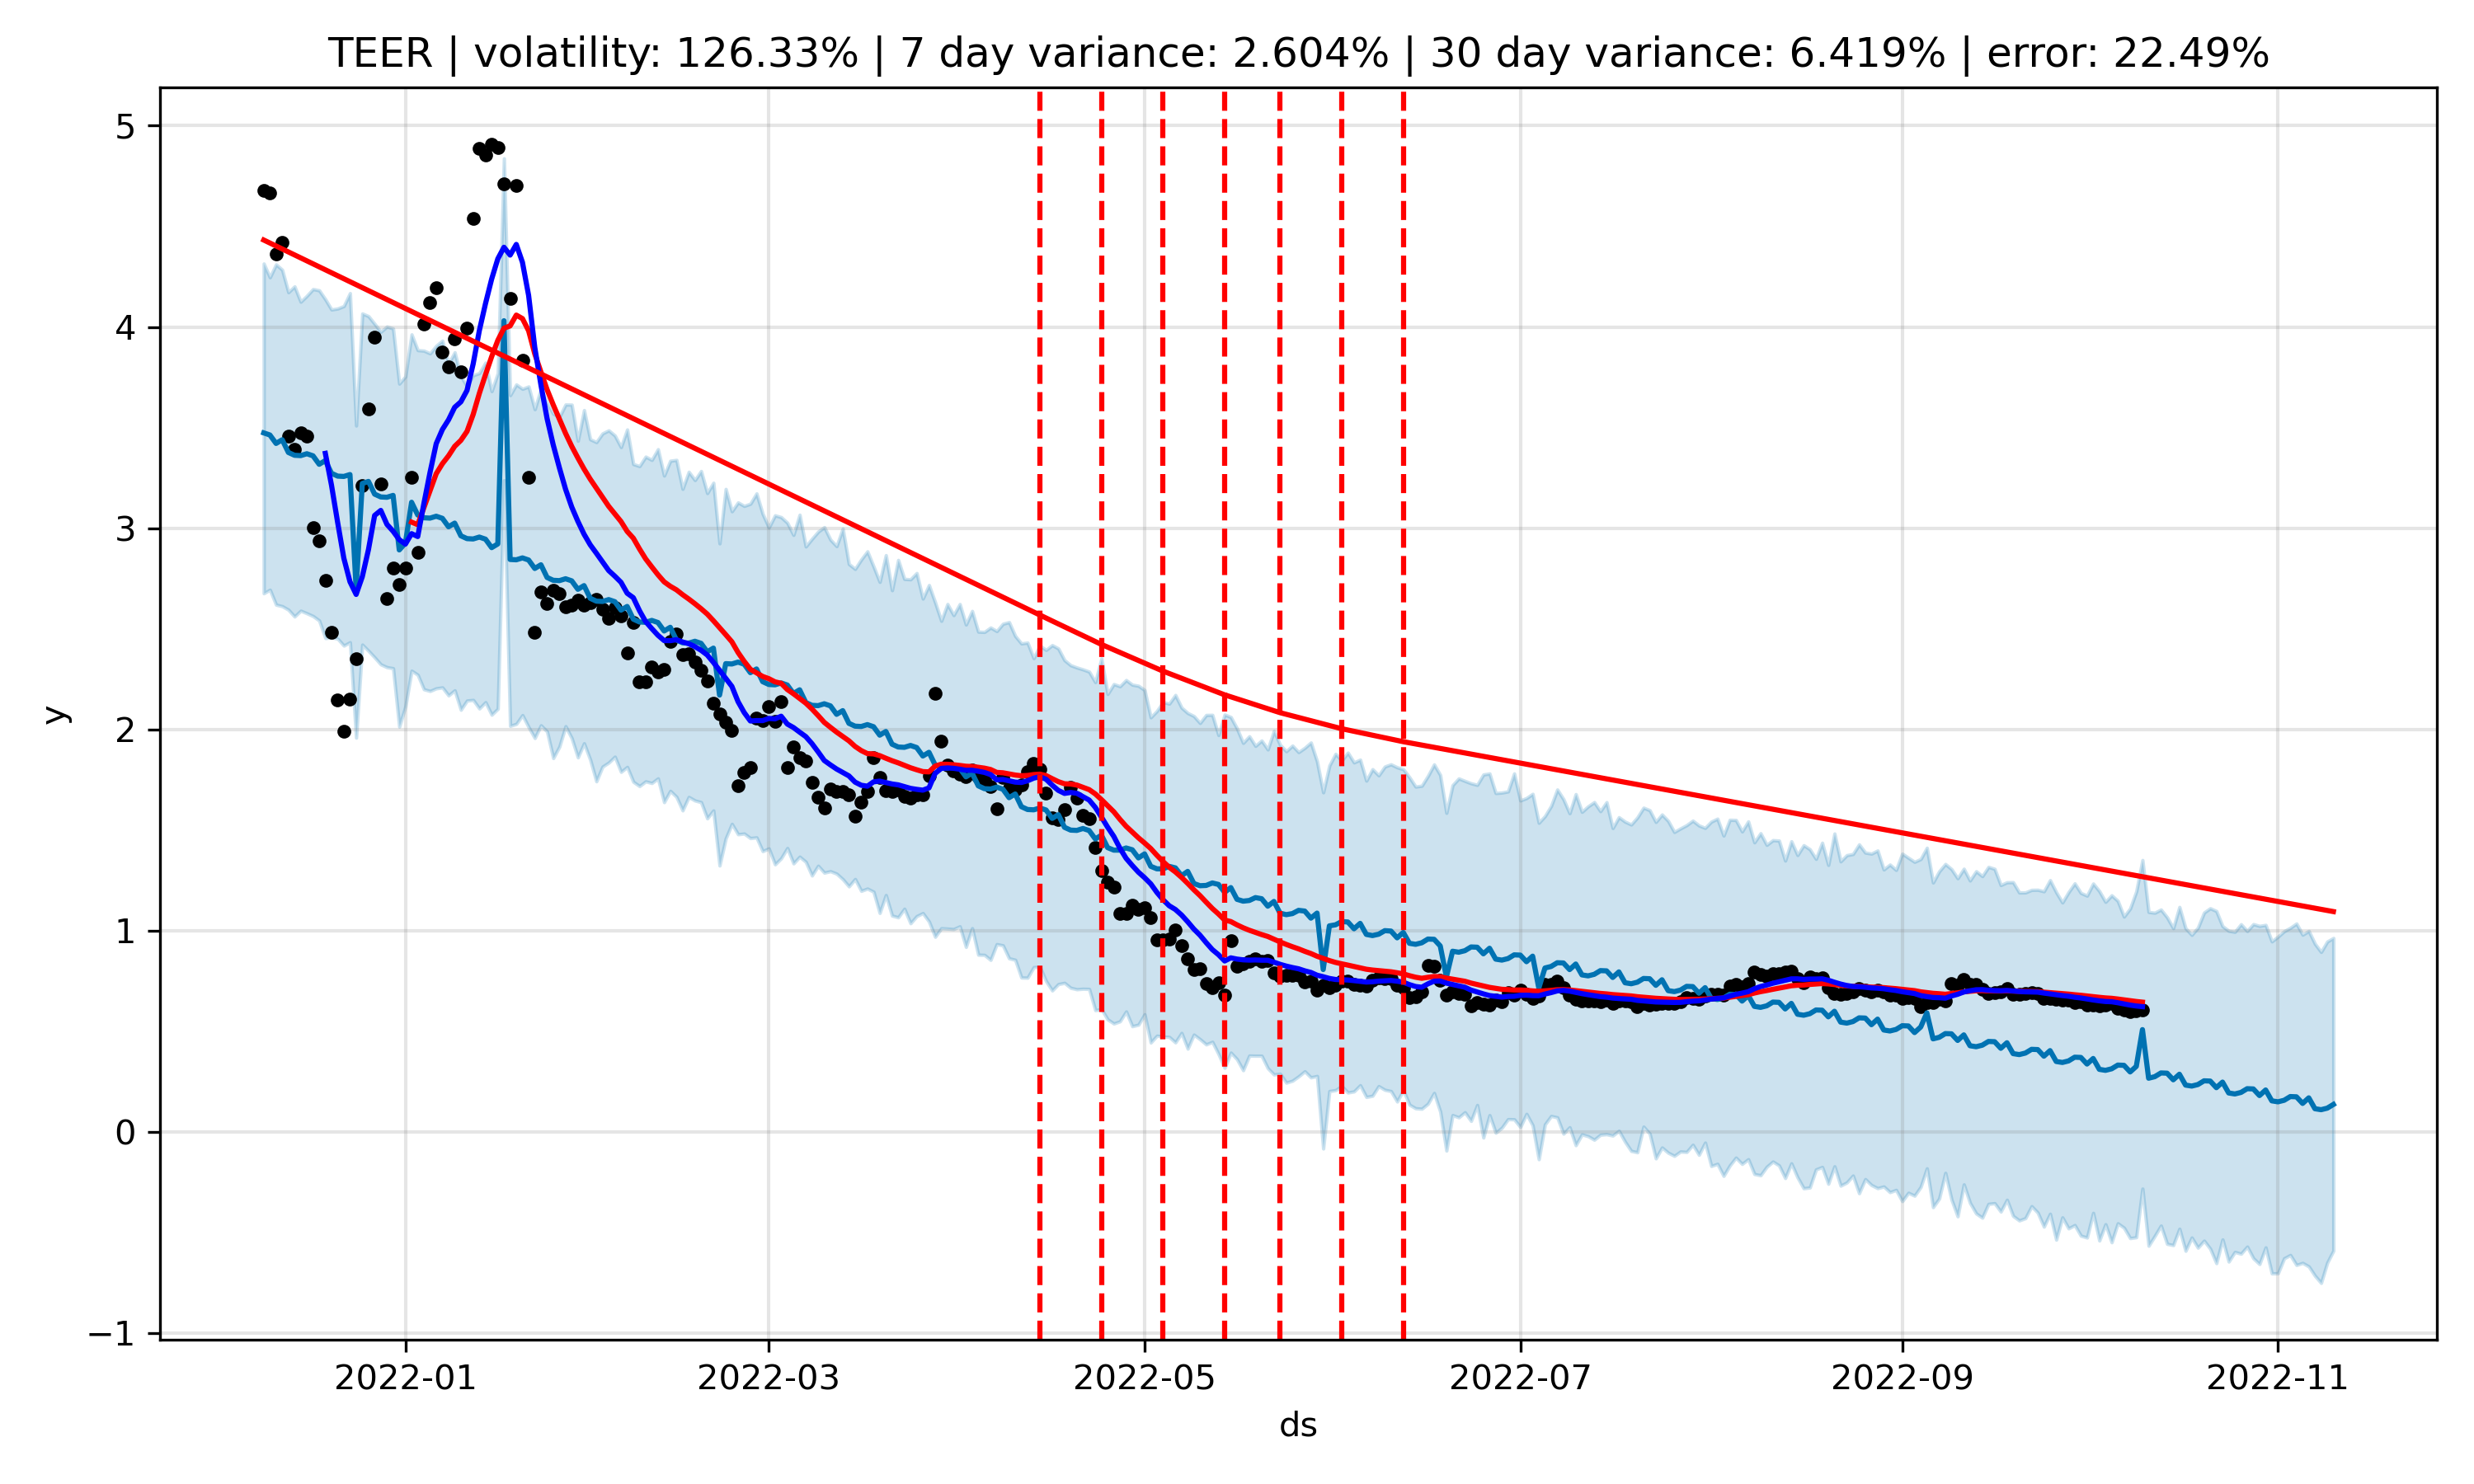 TEER | volatility: 126.33% | 7 day variance: 2.604% | 30 day variance: 6.419% | error: 22.49%
5
4
3
2
1
0
−1
y
2022-01 2022-03 2022-05 2022-07 2022-09 2022-11
ds